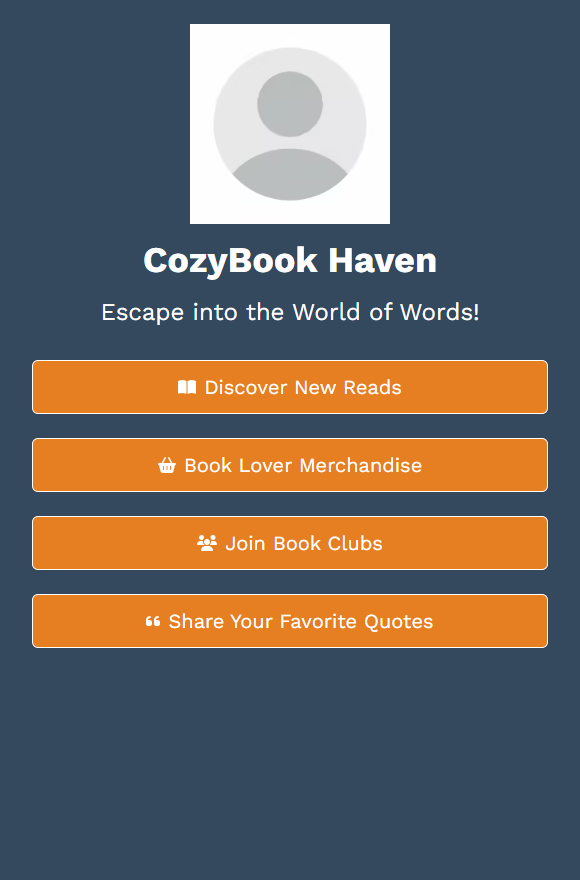 CozyBook Haven
Escape into the World of Words!
Discover New Reads
Book Lover Merchandise
Join Book Clubs
Share Your Favorite Quotes